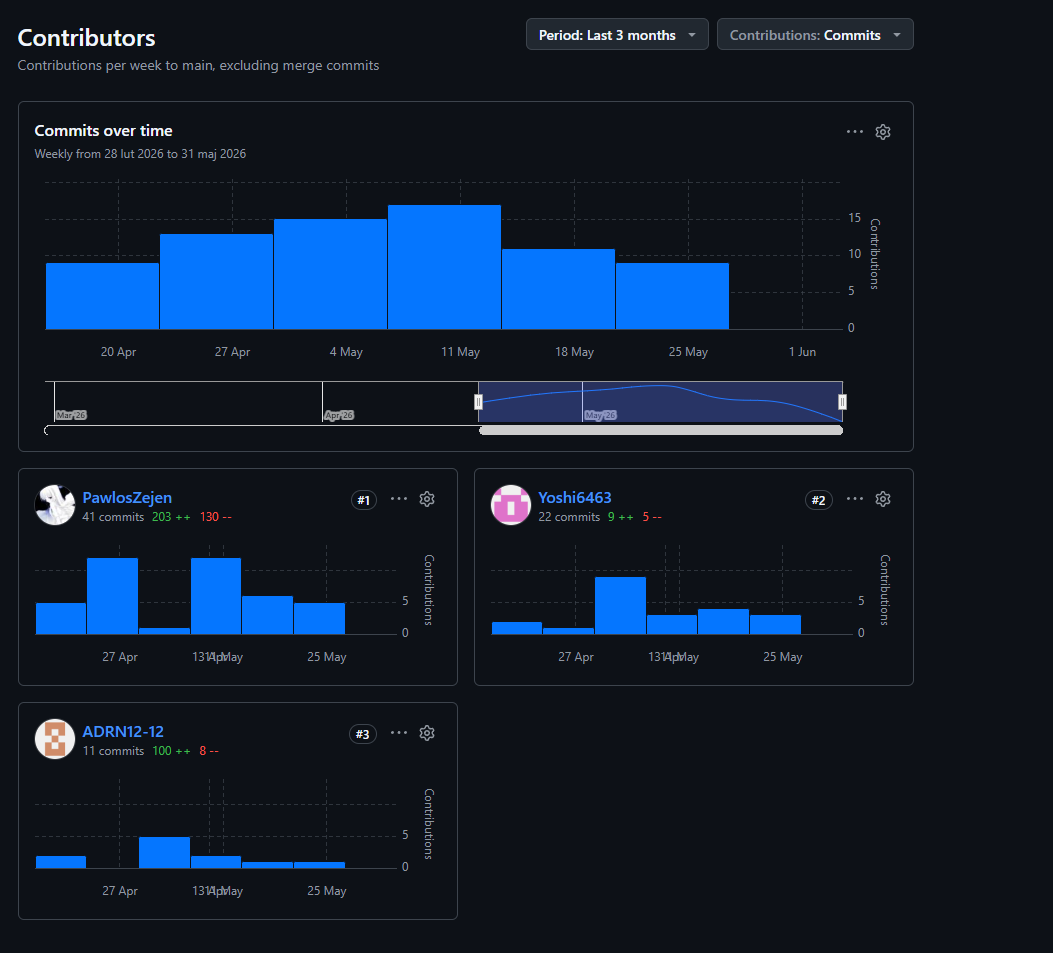 Contributors
Period: Last 3 months
Contributions: Commits
Contributions per week to main, excluding merge commits
Commits over time
Weekly from 28 lut 2026 to 31 maj 2026
15
10
5
0
Contributions
20 Apr 27 Apr 4 May 11 May 18 May 25 May 1 Jun
Mar '26 Apr '26 May '26
PawlosZejen #1
41 commits 203 ++ 130 --
5
0
Contributions
27 Apr 25 May
Yoshi6463 #2
22 commits 9 ++ 5 --
5
0
Contributions
27 Apr 25 May
ADRN12-12 #3
11 commits 100 ++ 8 --
5
0
Contributions
27 Apr 25 May